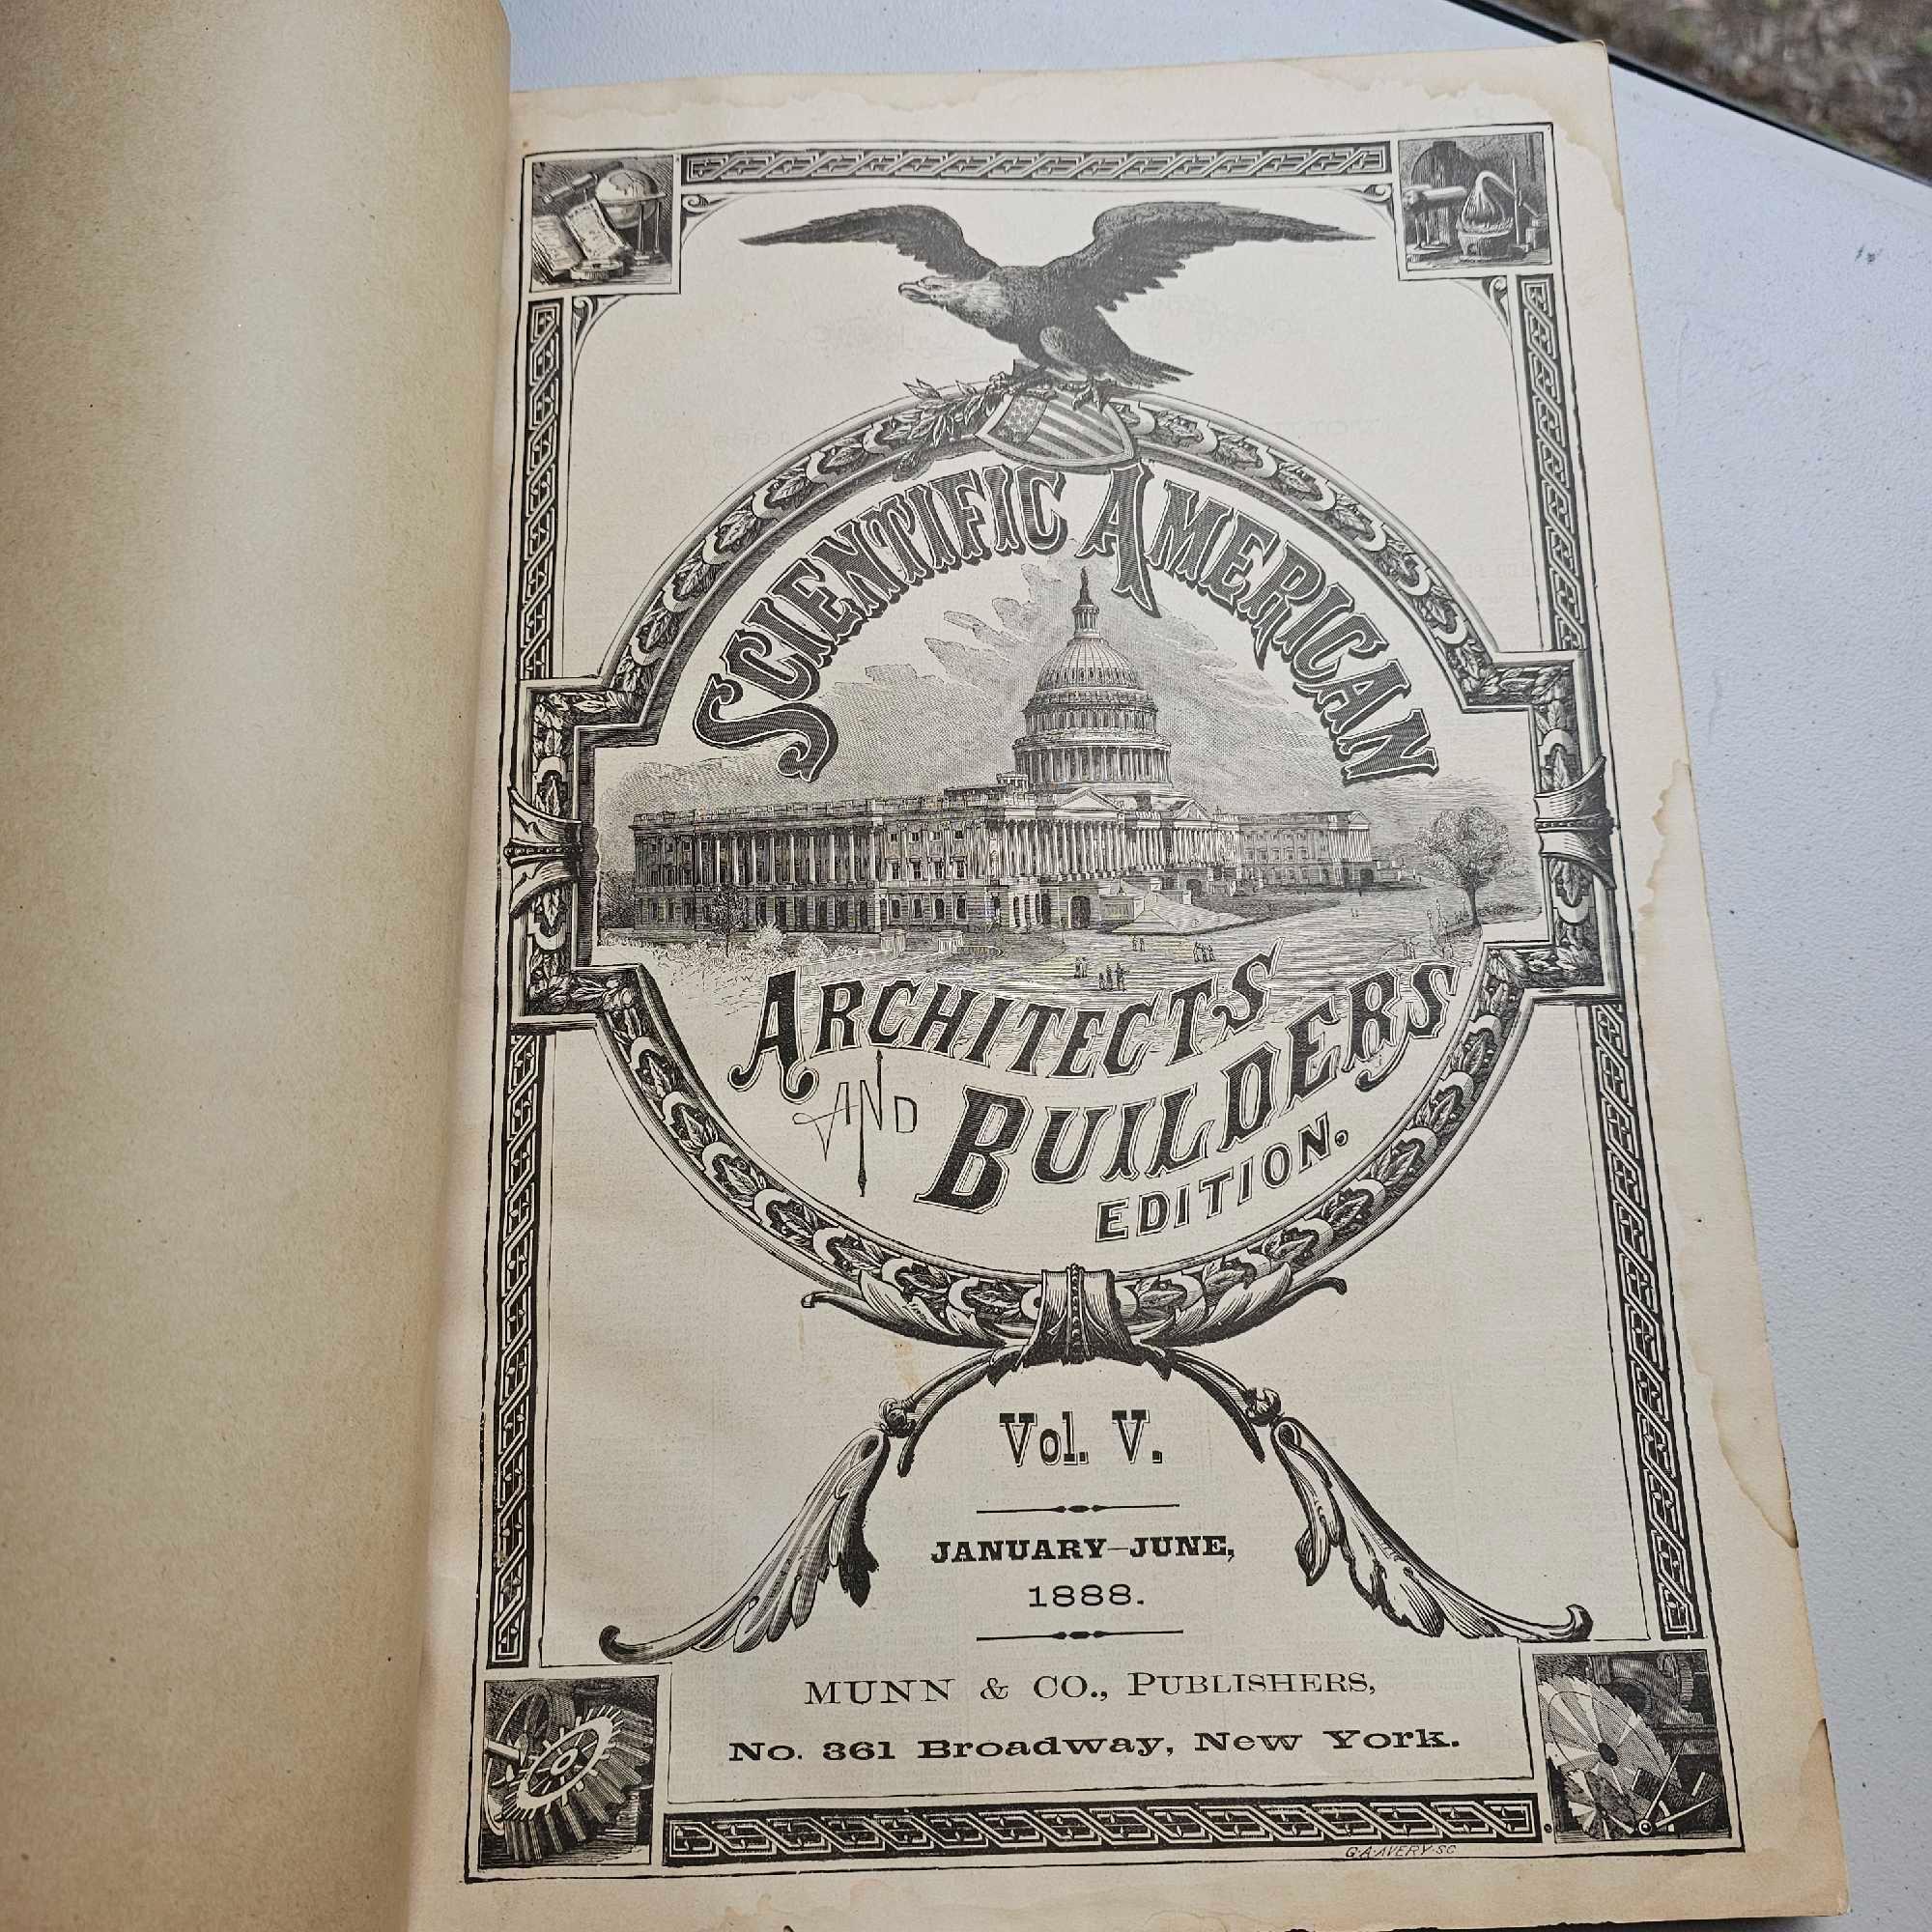 SCIENTIFIC AMERICAN
ARCHITECTS
AND BUILDERS
EDITION.
Vol. V.
JANUARY–JUNE,
1888.
MUNN & CO., PUBLISHERS,
No. 361 Broadway, New York.
G.A.AVERY-SC